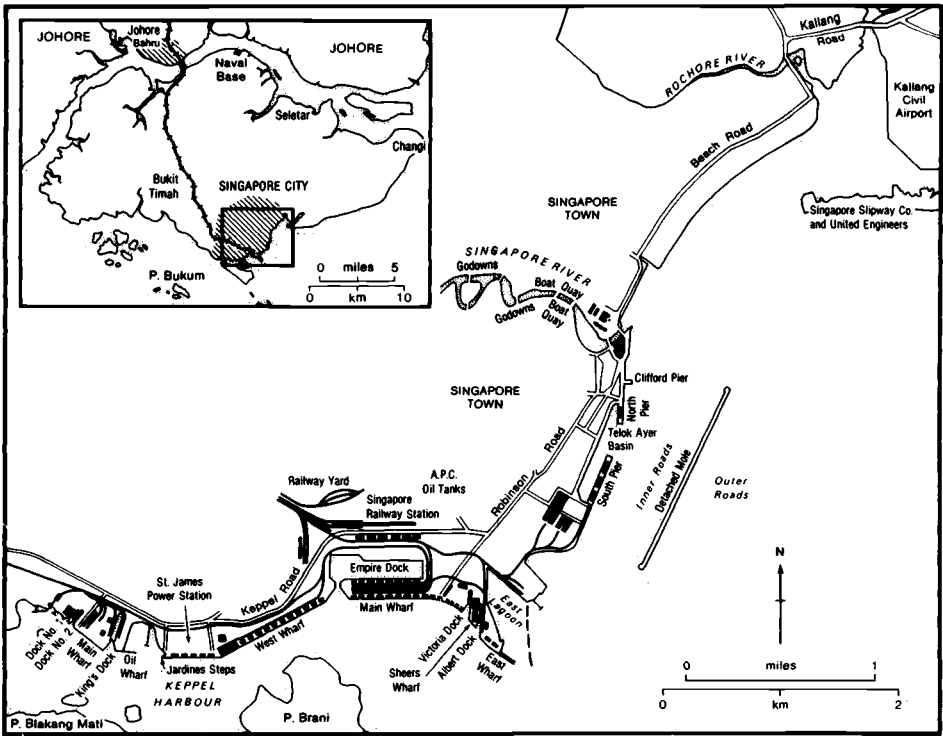 JOHORE
Johore
Bahru
JOHORE
Naval
Base
Seletar
Changi
Bukit
Timah
SINGAPORE CITY
P. Bukum
0 miles 5
0 km 10
Kallang
Road
ROCHORE RIVER
Kallang
Civil
Airport
Beach Road
SINGAPORE
TOWN
Singapore Slipway Co.
and United Engineers
SINGAPORE RIVER
Godowns
Boat Quay
Godowns
Boat
Quay
SINGAPORE
TOWN
Clifford Pier
North
Pier
Telok Ayer
Basin
Robinson Road
South Pier
Inner Roads
Detached Mole
Outer
Roads
A.P.C.
Oil Tanks
Railway Yard
Singapore
Railway Station
St. James
Power Station
Keppel Road
Empire Dock
Main Wharf
West Wharf
East
Lagoon
Victoria Dock
Albert Dock
East
Wharf
Sheers
Wharf
Dock No. 1
Dock No. 2
Main
Wharf
King's Dock
Oil
Wharf
Jardines Steps
KEPPEL
HARBOUR
P. Blakang Mati
P. Brani
N
0 miles 1
0 km 2